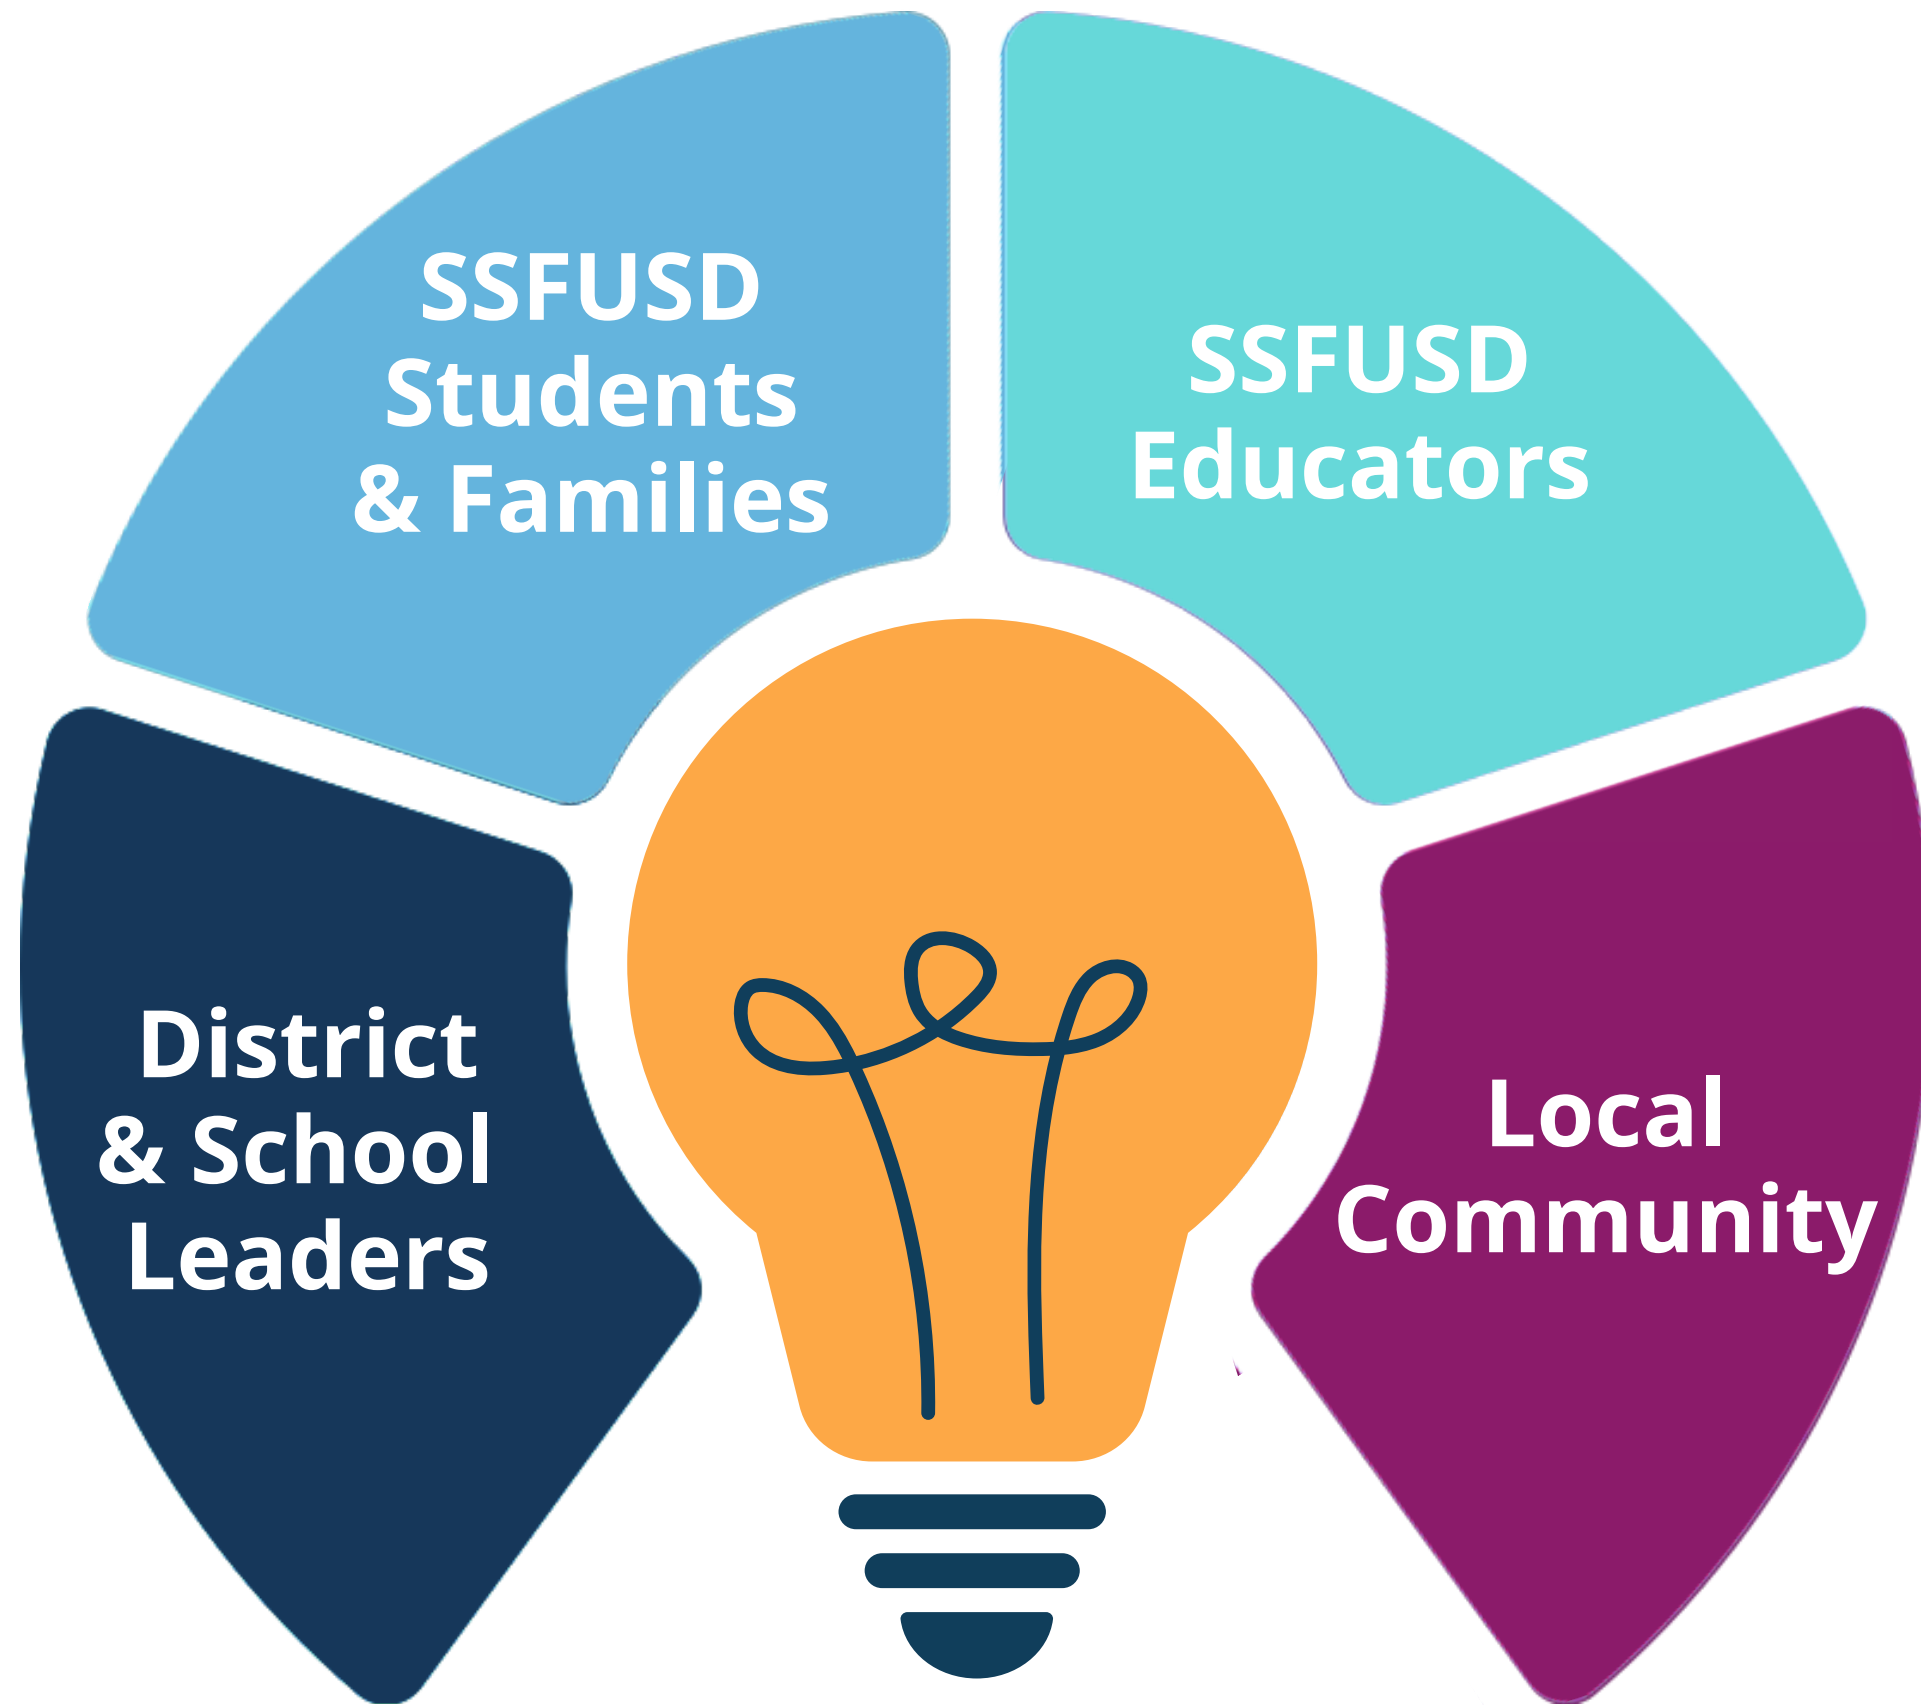 SSFUSD
Students
& Families
SSFUSD
Educators
District
& School
Leaders
Local
Community